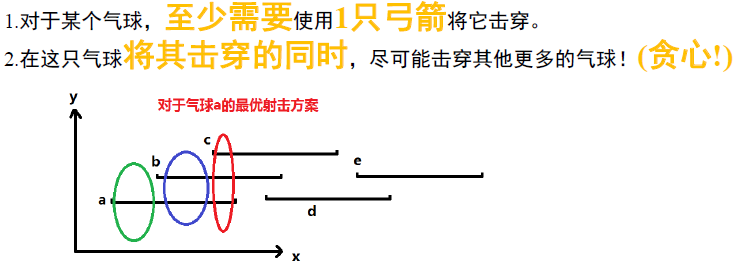 1.对于某个气球，至少需要使用1只弓箭将它击穿。
2.在这只气球将其击穿的同时，尽可能击穿其他更多的气球！(贪心!)
y
对于气球a的最优射击方案
c
b
e
a
d
x